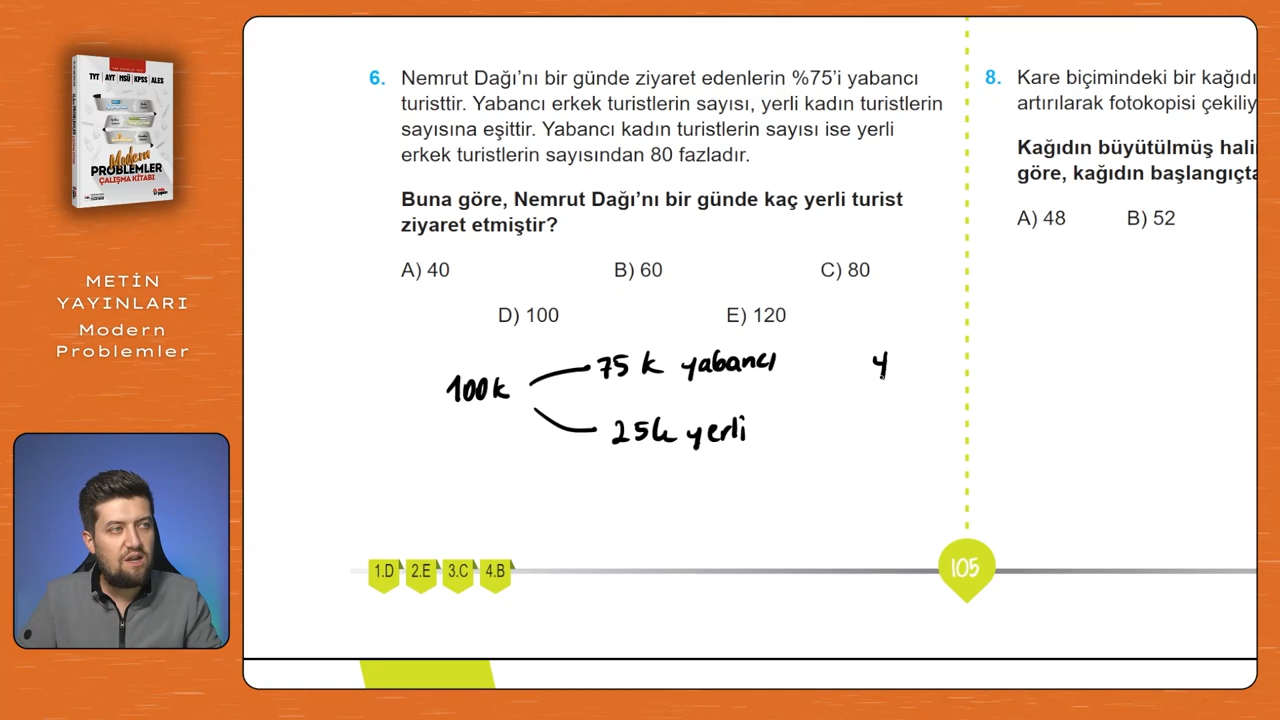 TYT | AYT | MSÜ | KPSS | ALES
Modern
PROBLEMLER
ÇALIŞMA KİTABI
METİN
YAYINLARI
Modern
Problemler
6. Nemrut Dağı'nı bir günde ziyaret edenlerin %75'i yabancı
turisttir. Yabancı erkek turistlerin sayısı, yerli kadın turistlerin
sayısına eşittir. Yabancı kadın turistlerin sayısı ise yerli
erkek turistlerin sayısından 80 fazladır.
Buna göre, Nemrut Dağı'nı bir günde kaç yerli turist
ziyaret etmiştir?
A) 40 B) 60 C) 80
D) 100 E) 120
100k
75 k yabancı
25k yerli
y
1.D 2.E 3.C 4.B
105
8. Kare biçimindeki bir kağıdı
artırılarak fotokopisi çekiliy
Kağıdın büyütülmüş hali
göre, kağıdın başlangıçta
A) 48 B) 52